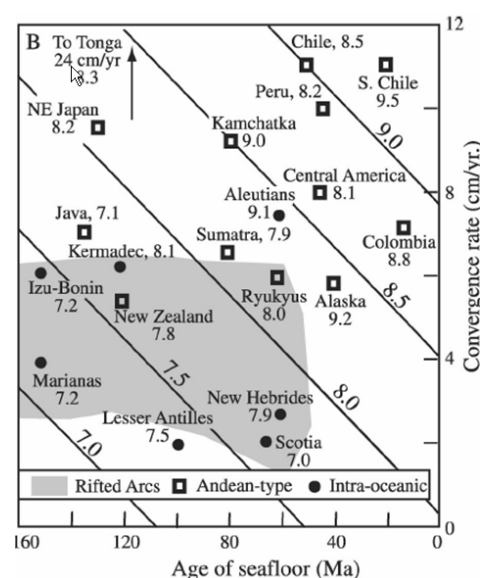 B
To Tonga
24 cm/yr
8.3
Chile, 8.5
S. Chile
9.5
Peru, 8.2
9.0
NE Japan
8.2
Kamchatka
9.0
Central America
8.1
Aleutians
9.1
Java, 7.1
Sumatra, 7.9
Colombia
8.8
Kermadec, 8.1
Izu-Bonin
7.2
Ryukyus
8.0
Alaska
9.2
8.5
New Zealand
7.8
7.5
8.0
Marianas
7.2
New Hebrides
7.9
Lesser Antilles
7.5
Scotia
7.0
7.0
Rifted Arcs
Andean-type
Intra-oceanic
12
8
4
0
Convergence rate (cm/yr.)
160
120
80
40
0
Age of seafloor (Ma)